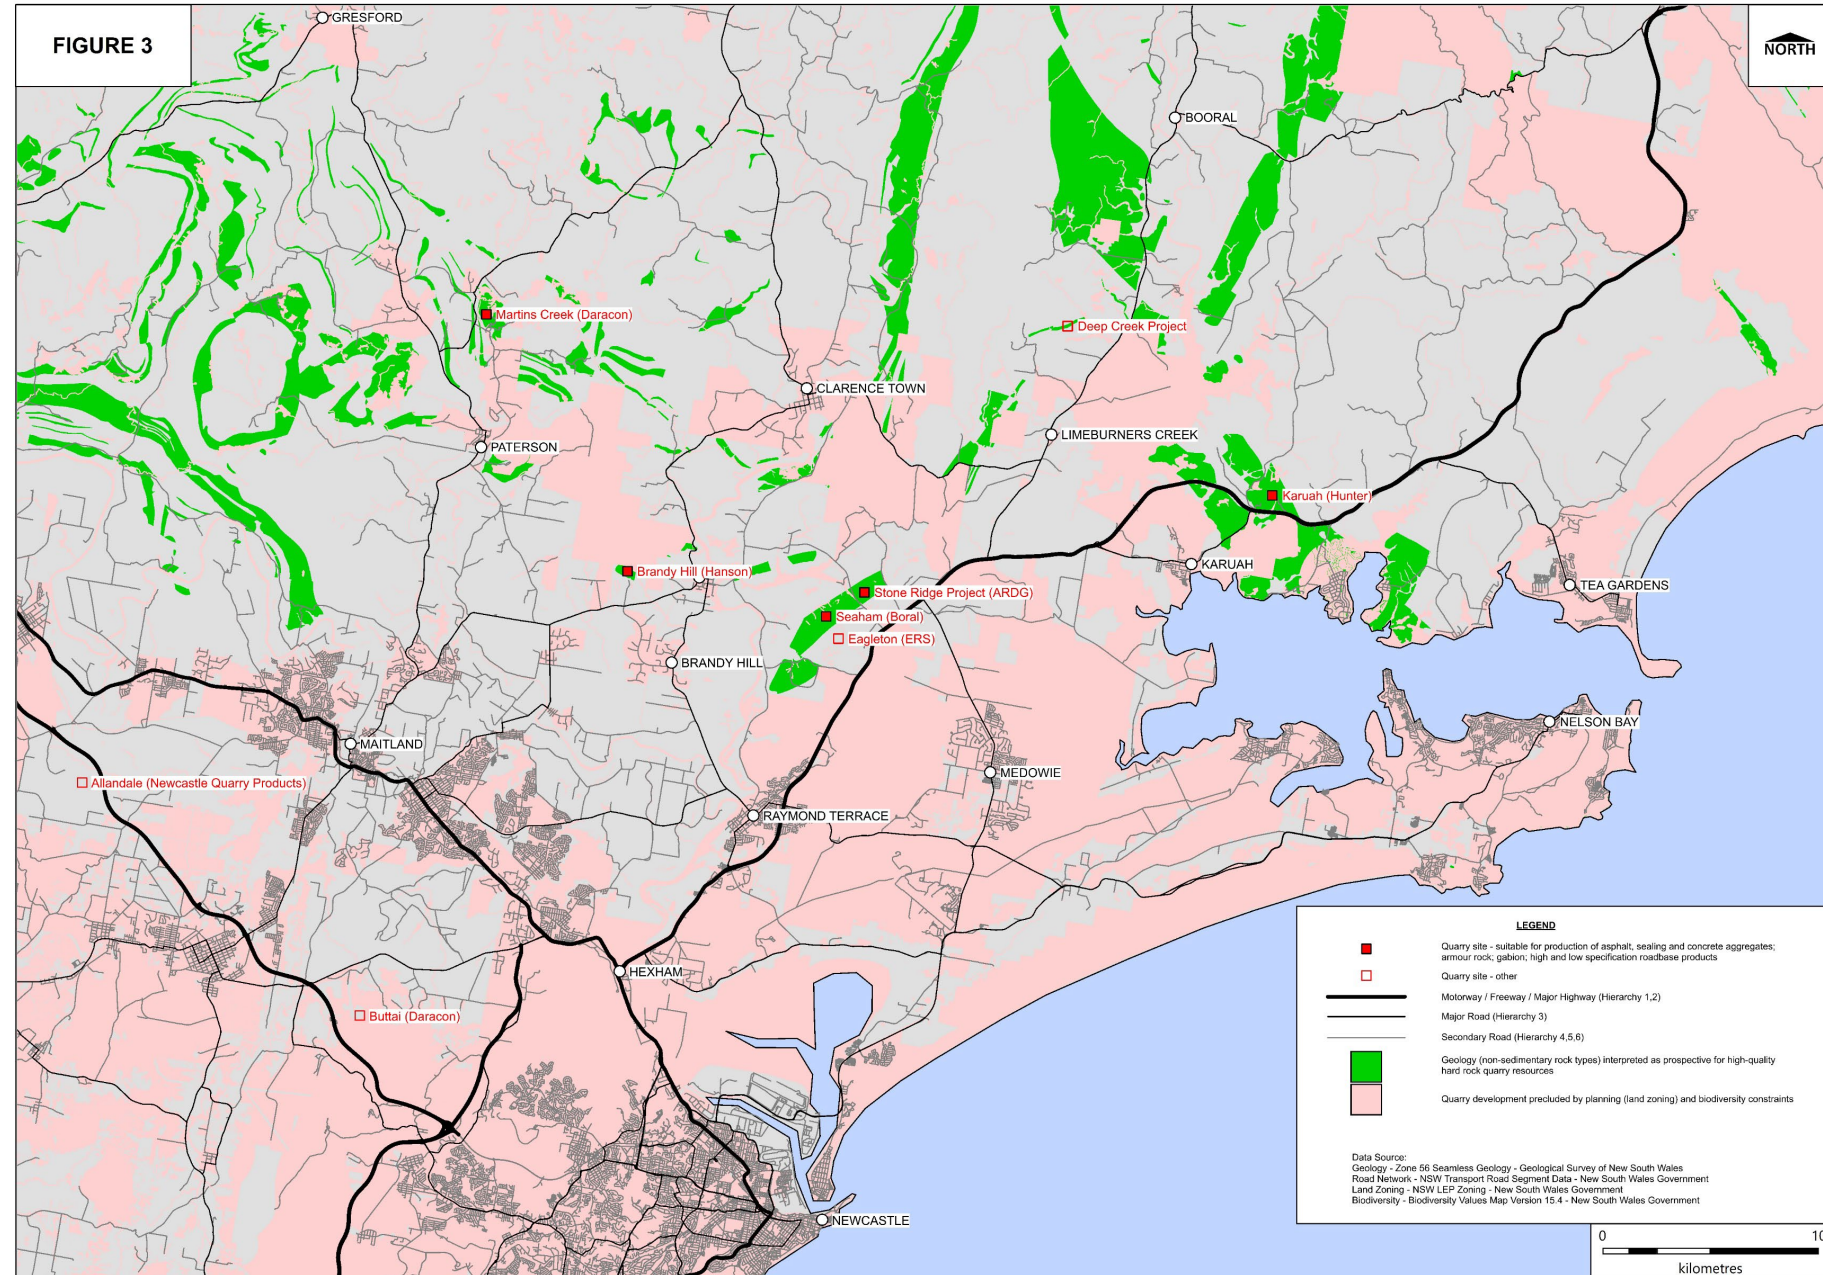 FIGURE 3
GRESFORD
NORTH
BOORAL
Martins Creek (Daracon)
Deep Creek Project
CLARENCE TOWN
LIMEBURNERS CREEK
PATERSON
Karuah (Hunter)
KARUAH
Brandy Hill (Hanson)
TEA GARDENS
Stone Ridge Project (ARDG)
Seaham (Boral)
Eagleton (ERS)
BRANDY HILL
NELSON BAY
MAITLAND
MEDOWIE
Allandale (Newcastle Quarry Products)
RAYMOND TERRACE
HEXHAM
Buttai (Daracon)
NEWCASTLE
LEGEND
Quarry site - suitable for production of asphalt, sealing and concrete aggregates;
armour rock; gabion; high and low specification roadbase products
Quarry site - other
Motorway / Freeway / Major Highway (Hierarchy 1,2)
Major Road (Hierarchy 3)
Secondary Road (Hierarchy 4,5,6)
Geology (non-sedimentary rock types) interpreted as prospective for high-quality
hard rock quarry resources
Quarry development precluded by planning (land zoning) and biodiversity constraints
Data Source:
Geology - Zone 56 Seamless Geology - Geological Survey of New South Wales
Road Network - NSW Transport Road Segment Data - New South Wales Government
Land Zoning - NSW LEP Zoning - New South Wales Government
Biodiversity - Biodiversity Values Map Version 15.4 - New South Wales Government
0 10
kilometres